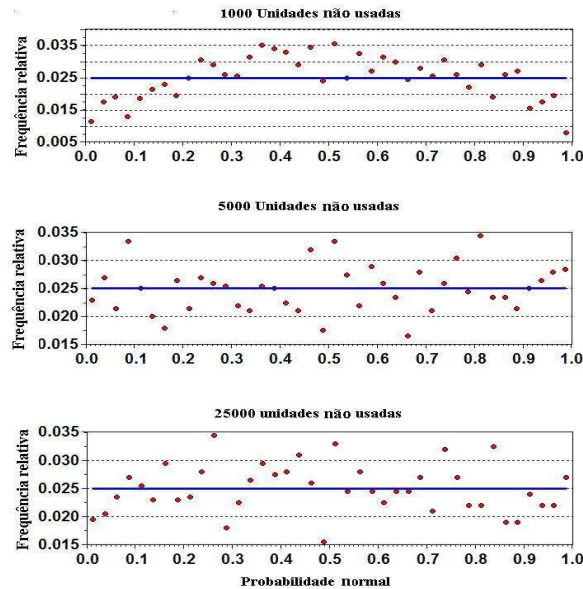 1000 Unidades não usadas
Frequência relativa
0.035
0.025
0.015
0.005
0.0 0.1 0.2 0.3 0.4 0.5 0.6 0.7 0.8 0.9 1.0
5000 Unidades não usadas
Frequência relativa
0.035
0.030
0.025
0.020
0.015
0.0 0.1 0.2 0.3 0.4 0.5 0.6 0.7 0.8 0.9 1.0
25000 unidades não usadas
Frequência relativa
0.035
0.030
0.025
0.020
0.015
0.0 0.1 0.2 0.3 0.4 0.5 0.6 0.7 0.8 0.9 1.0
Probabilidade normal